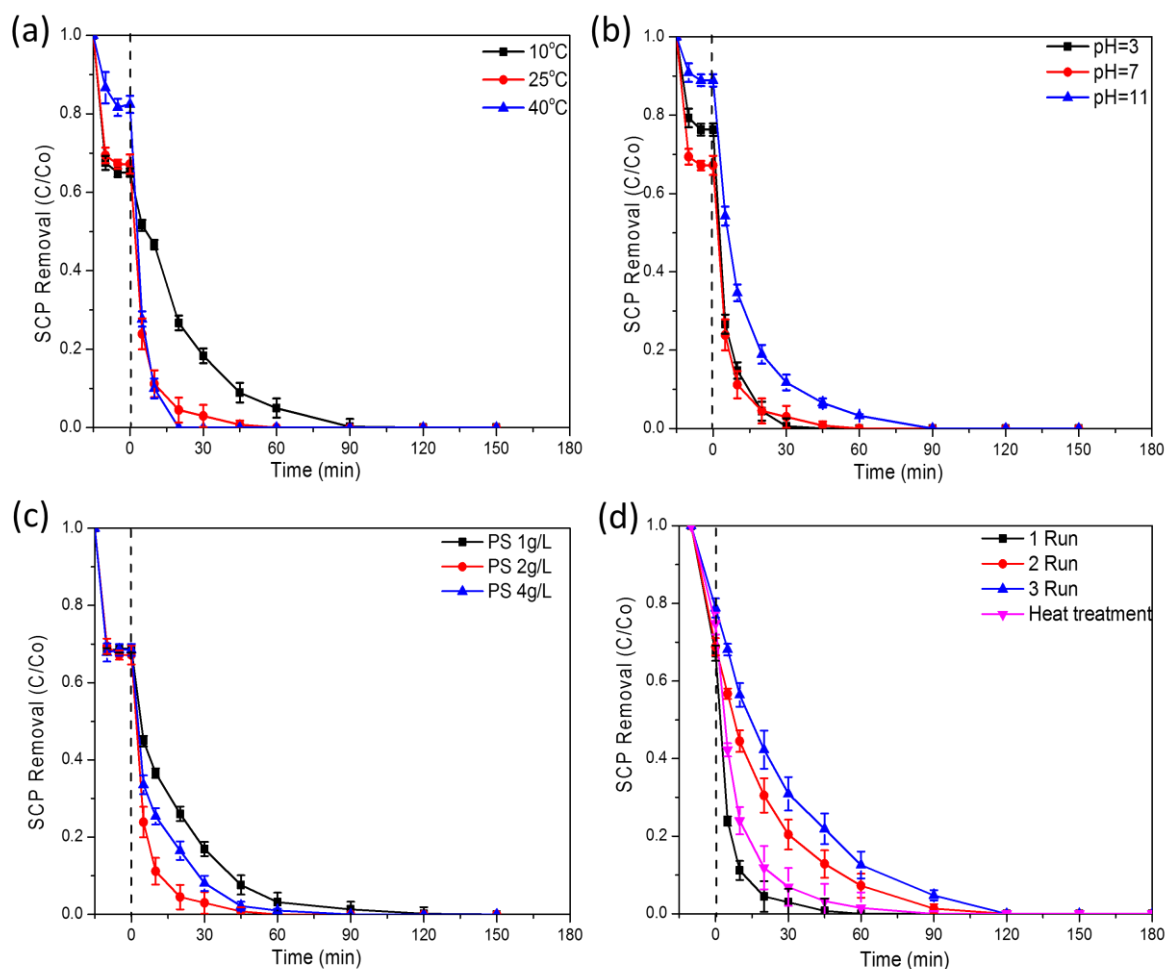 (a)
10°C
25°C
40°C
1.0
0.8
0.6
0.4
0.2
0.0
SCP Removal (C/Co)
0 30 60 90 120 150 180
Time (min)
(b)
pH=3
pH=7
pH=11
1.0
0.8
0.6
0.4
0.2
0.0
SCP Removal (C/Co)
0 30 60 90 120 150 180
Time (min)
(c)
PS 1g/L
PS 2g/L
PS 4g/L
1.0
0.8
0.6
0.4
0.2
0.0
SCP Removal (C/Co)
0 30 60 90 120 150 180
Time (min)
(d)
1 Run
2 Run
3 Run
Heat treatment
1.0
0.8
0.6
0.4
0.2
0.0
SCP Removal (C/Co)
0 30 60 90 120 150 180
Time (min)